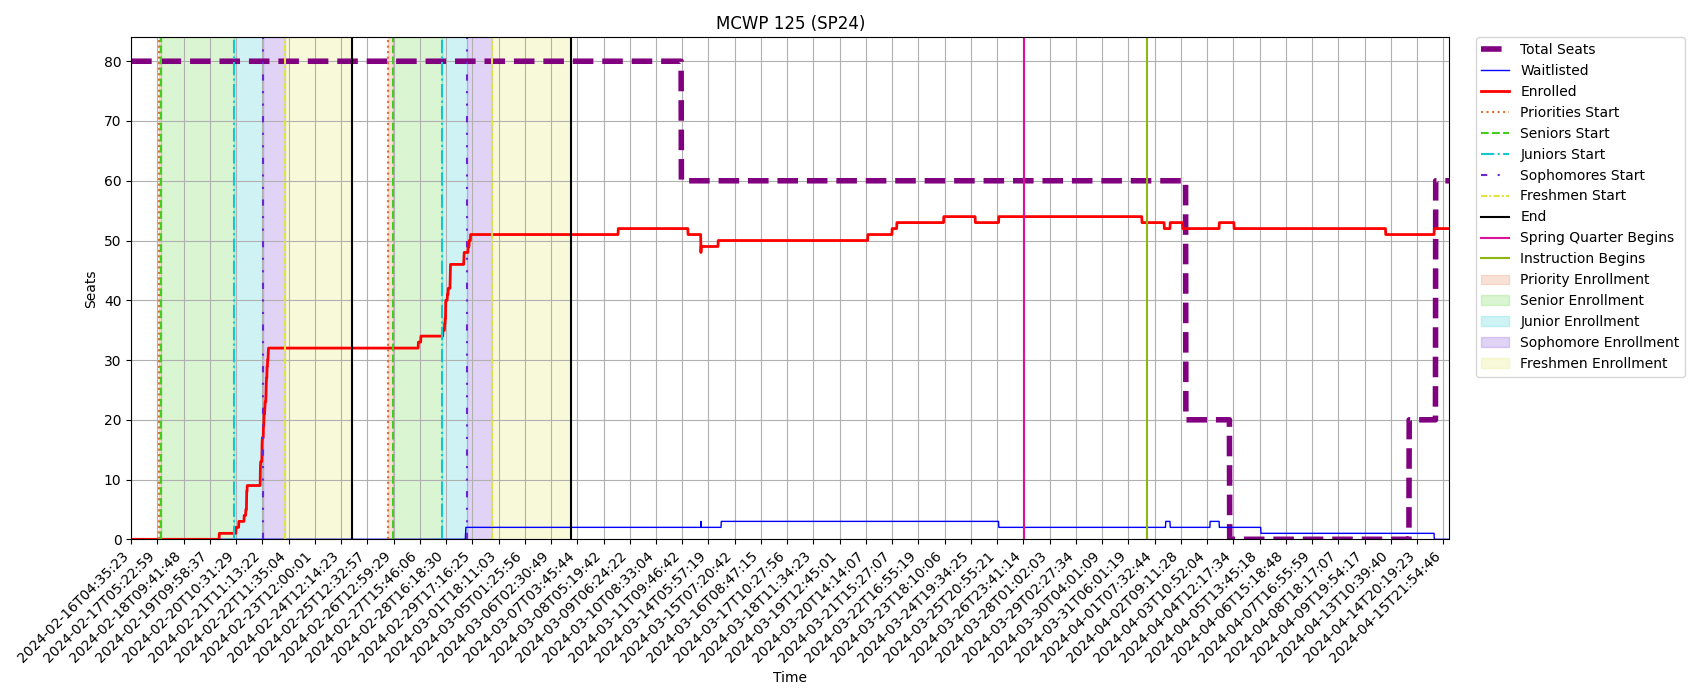 MCWP 125 (SP24)
Seats
80
70
60
50
40
30
20
10
0
2024-02-16T04:35:23
2024-02-17T05:22:59
2024-02-18T09:41:48
2024-02-19T09:58:37
2024-02-20T10:31:29
2024-02-21T11:13:22
2024-02-22T11:35:04
2024-02-23T12:00:01
2024-02-24T12:14:23
2024-02-25T12:32:57
2024-02-26T12:59:29
2024-02-27T15:46:06
2024-02-28T16:18:30
2024-02-29T17:16:25
2024-03-01T18:11:03
2024-03-05T01:25:56
2024-03-06T02:30:49
2024-03-07T03:45:44
2024-03-08T05:19:42
2024-03-09T06:24:22
2024-03-10T08:33:04
2024-03-11T09:46:42
2024-03-14T05:57:19
2024-03-15T07:20:42
2024-03-16T08:47:15
2024-03-17T10:27:56
2024-03-18T11:34:23
2024-03-19T12:45:01
2024-03-20T14:14:07
2024-03-21T15:27:07
2024-03-22T16:55:19
2024-03-23T18:10:06
2024-03-24T19:34:25
2024-03-25T20:55:21
2024-03-26T23:41:14
2024-03-28T01:02:03
2024-03-29T02:27:34
2024-03-30T04:01:09
2024-03-31T06:01:19
2024-04-01T07:32:44
2024-04-02T09:11:28
2024-04-03T10:52:04
2024-04-04T12:17:34
2024-04-05T13:45:18
2024-04-06T15:18:48
2024-04-07T16:55:59
2024-04-08T18:17:07
2024-04-09T19:54:17
2024-04-13T10:39:40
2024-04-14T20:19:23
2024-04-15T21:54:46
Time
Total Seats
Waitlisted
Enrolled
Priorities Start
Seniors Start
Juniors Start
Sophomores Start
Freshmen Start
End
Spring Quarter Begins
Instruction Begins
Priority Enrollment
Senior Enrollment
Junior Enrollment
Sophomore Enrollment
Freshmen Enrollment